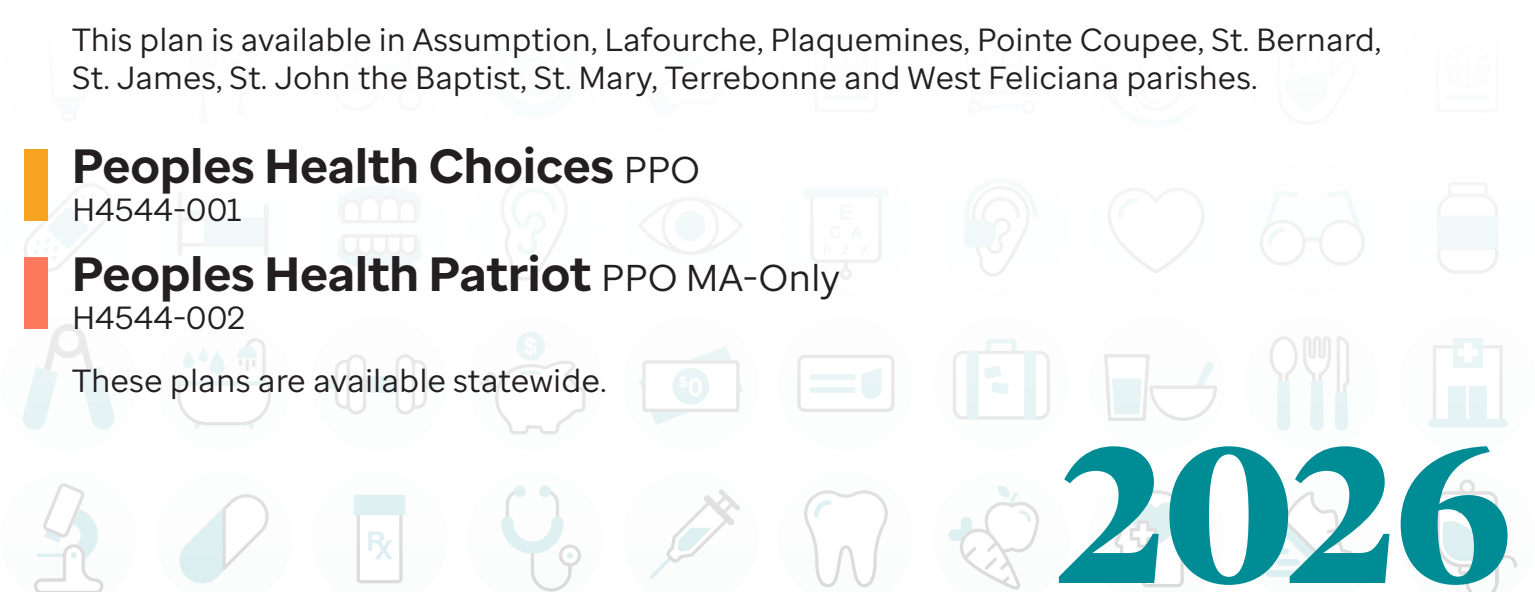 This plan is available in Assumption, Lafourche, Plaquemines, Pointe Coupee, St. Bernard,
St. James, St. John the Baptist, St. Mary, Terrebonne and West Feliciana parishes.
Peoples Health Choices PPO
H4544-001
E
C A
P Z K
Peoples Health Patriot PPO MA-Only
H4544-002
$
$0
These plans are available statewide.
2026
Rx